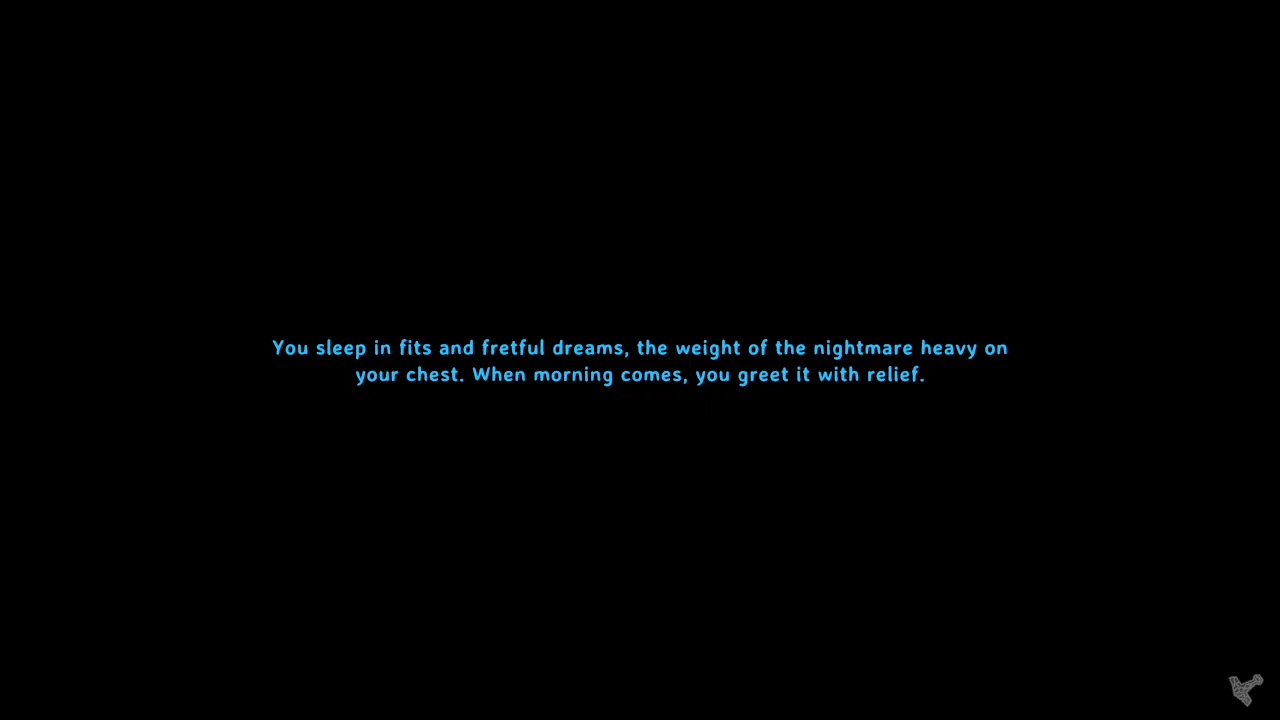 You sleep in fits and fretful dreams, the weight of the nightmare heavy on
your chest. When morning comes, you greet it with relief.